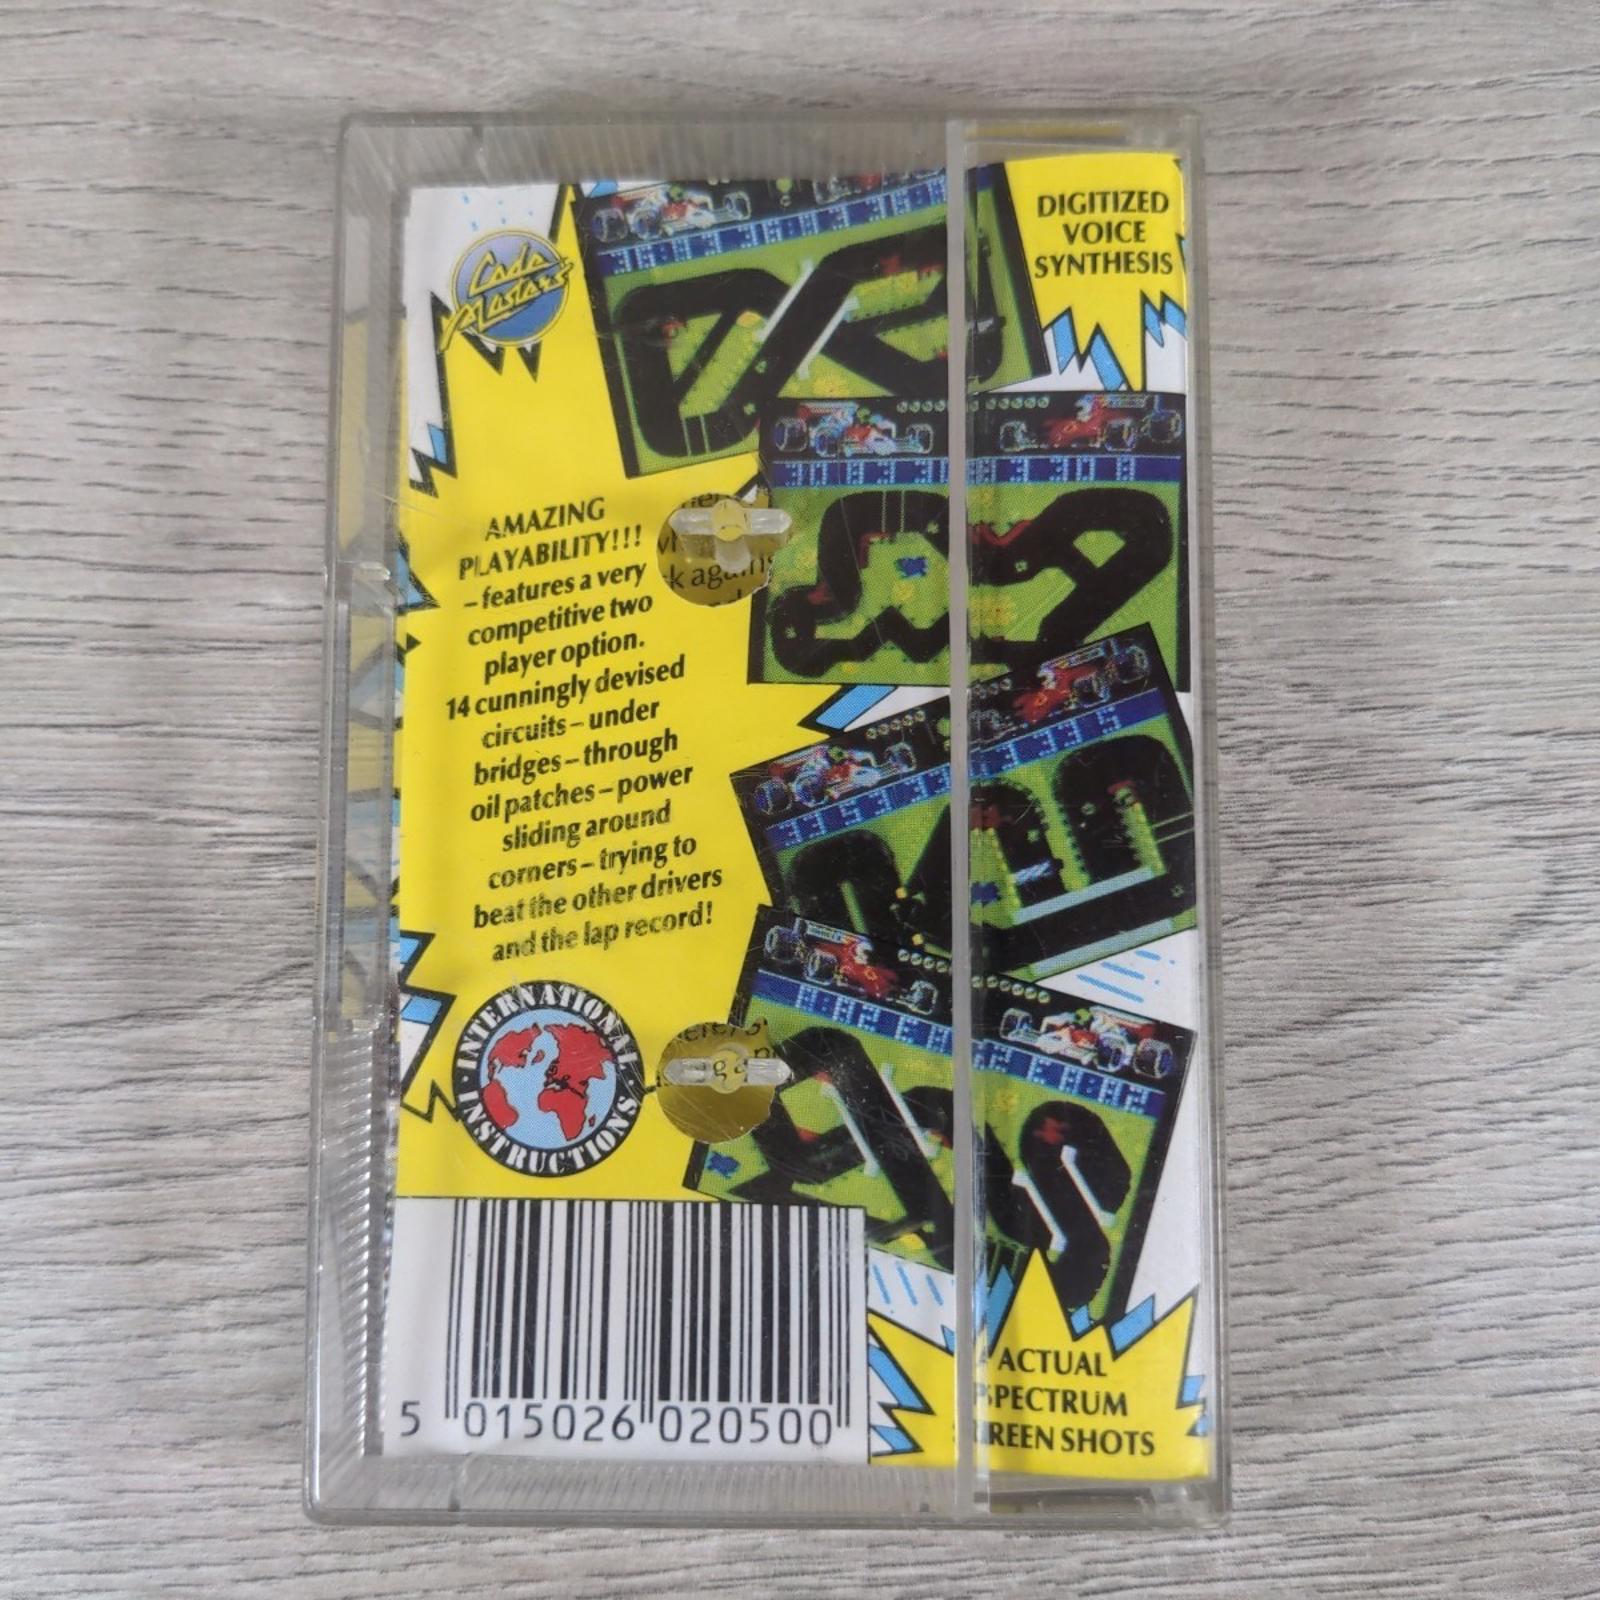 Code
Masters
DIGITIZED
VOICE
SYNTHESIS
AMAZING
PLAYABILITY!!!
– features a very
competitive two
player option.
14 cunningly devised
circuits – under
bridges – through
oil patches – power
sliding around
corners – trying to
beat the other drivers
and the lap record!
k against
INTERNATIONAL
INSTRUCTIONS
5 015026 020500
ACTUAL
SPECTRUM
REEN SHOTS